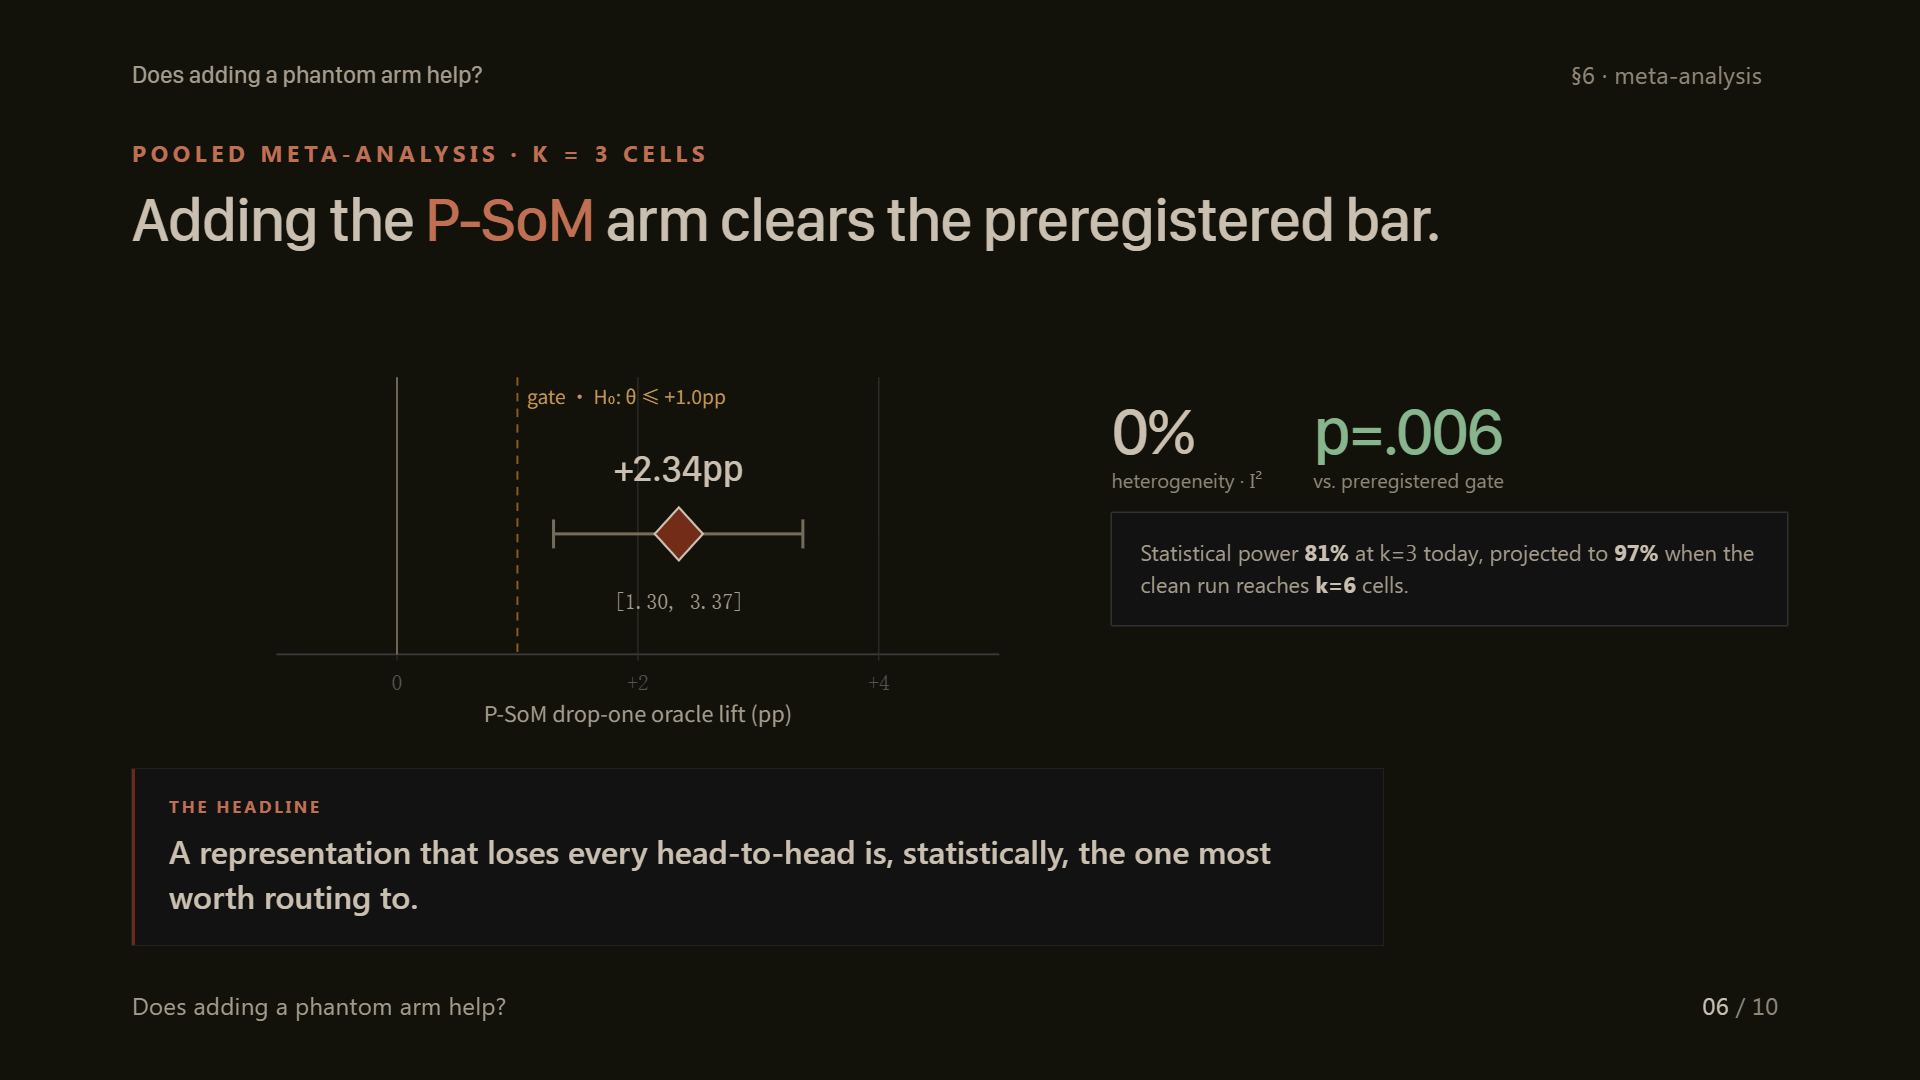 Does adding a phantom arm help?
§6 · meta-analysis
POOLED META-ANALYSIS · K = 3 CELLS
Adding the P-SoM arm clears the preregistered bar.
gate · H₀: θ ⩽ +1.0pp
+2.34pp
[1.30, 3.37]
0
+2
+4
P-SoM drop-one oracle lift (pp)
0%
heterogeneity · I²
p=.006
vs. preregistered gate
Statistical power 81% at k=3 today, projected to 97% when the
clean run reaches k=6 cells.
THE HEADLINE
A representation that loses every head-to-head is, statistically, the one most
worth routing to.
Does adding a phantom arm help?
06 / 10